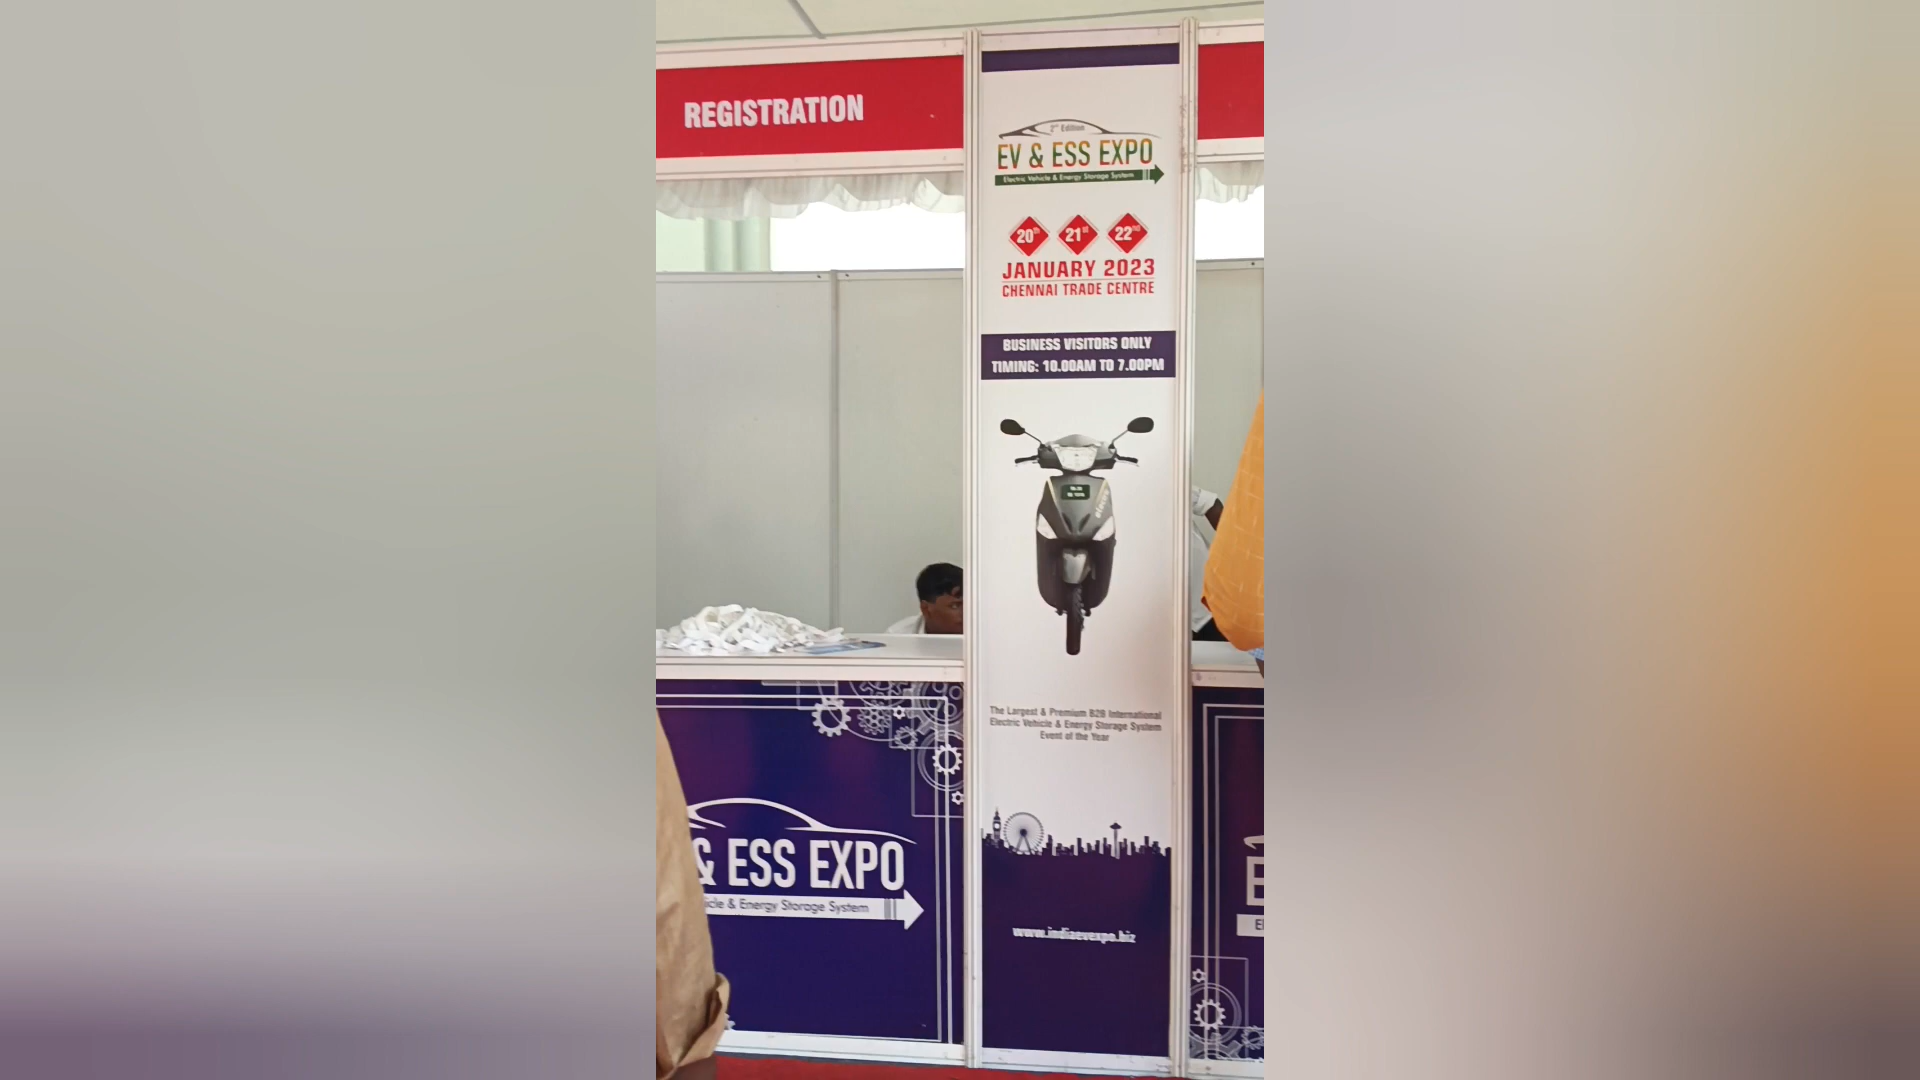 REGISTRATION
2nd Edition
EV & ESS EXPO
Electric Vehicle & Energy Storage System
20th 21st 22nd
JANUARY 2023
CHENNAI TRADE CENTRE
BUSINESS VISITORS ONLY
TIMING: 10.00AM TO 7.00PM
electric
The Largest & Premium B2B International
Electric Vehicle & Energy Storage System
Event of the Year
www.indiaevexpo.biz
& ESS EXPO
icle & Energy Storage System
E
El